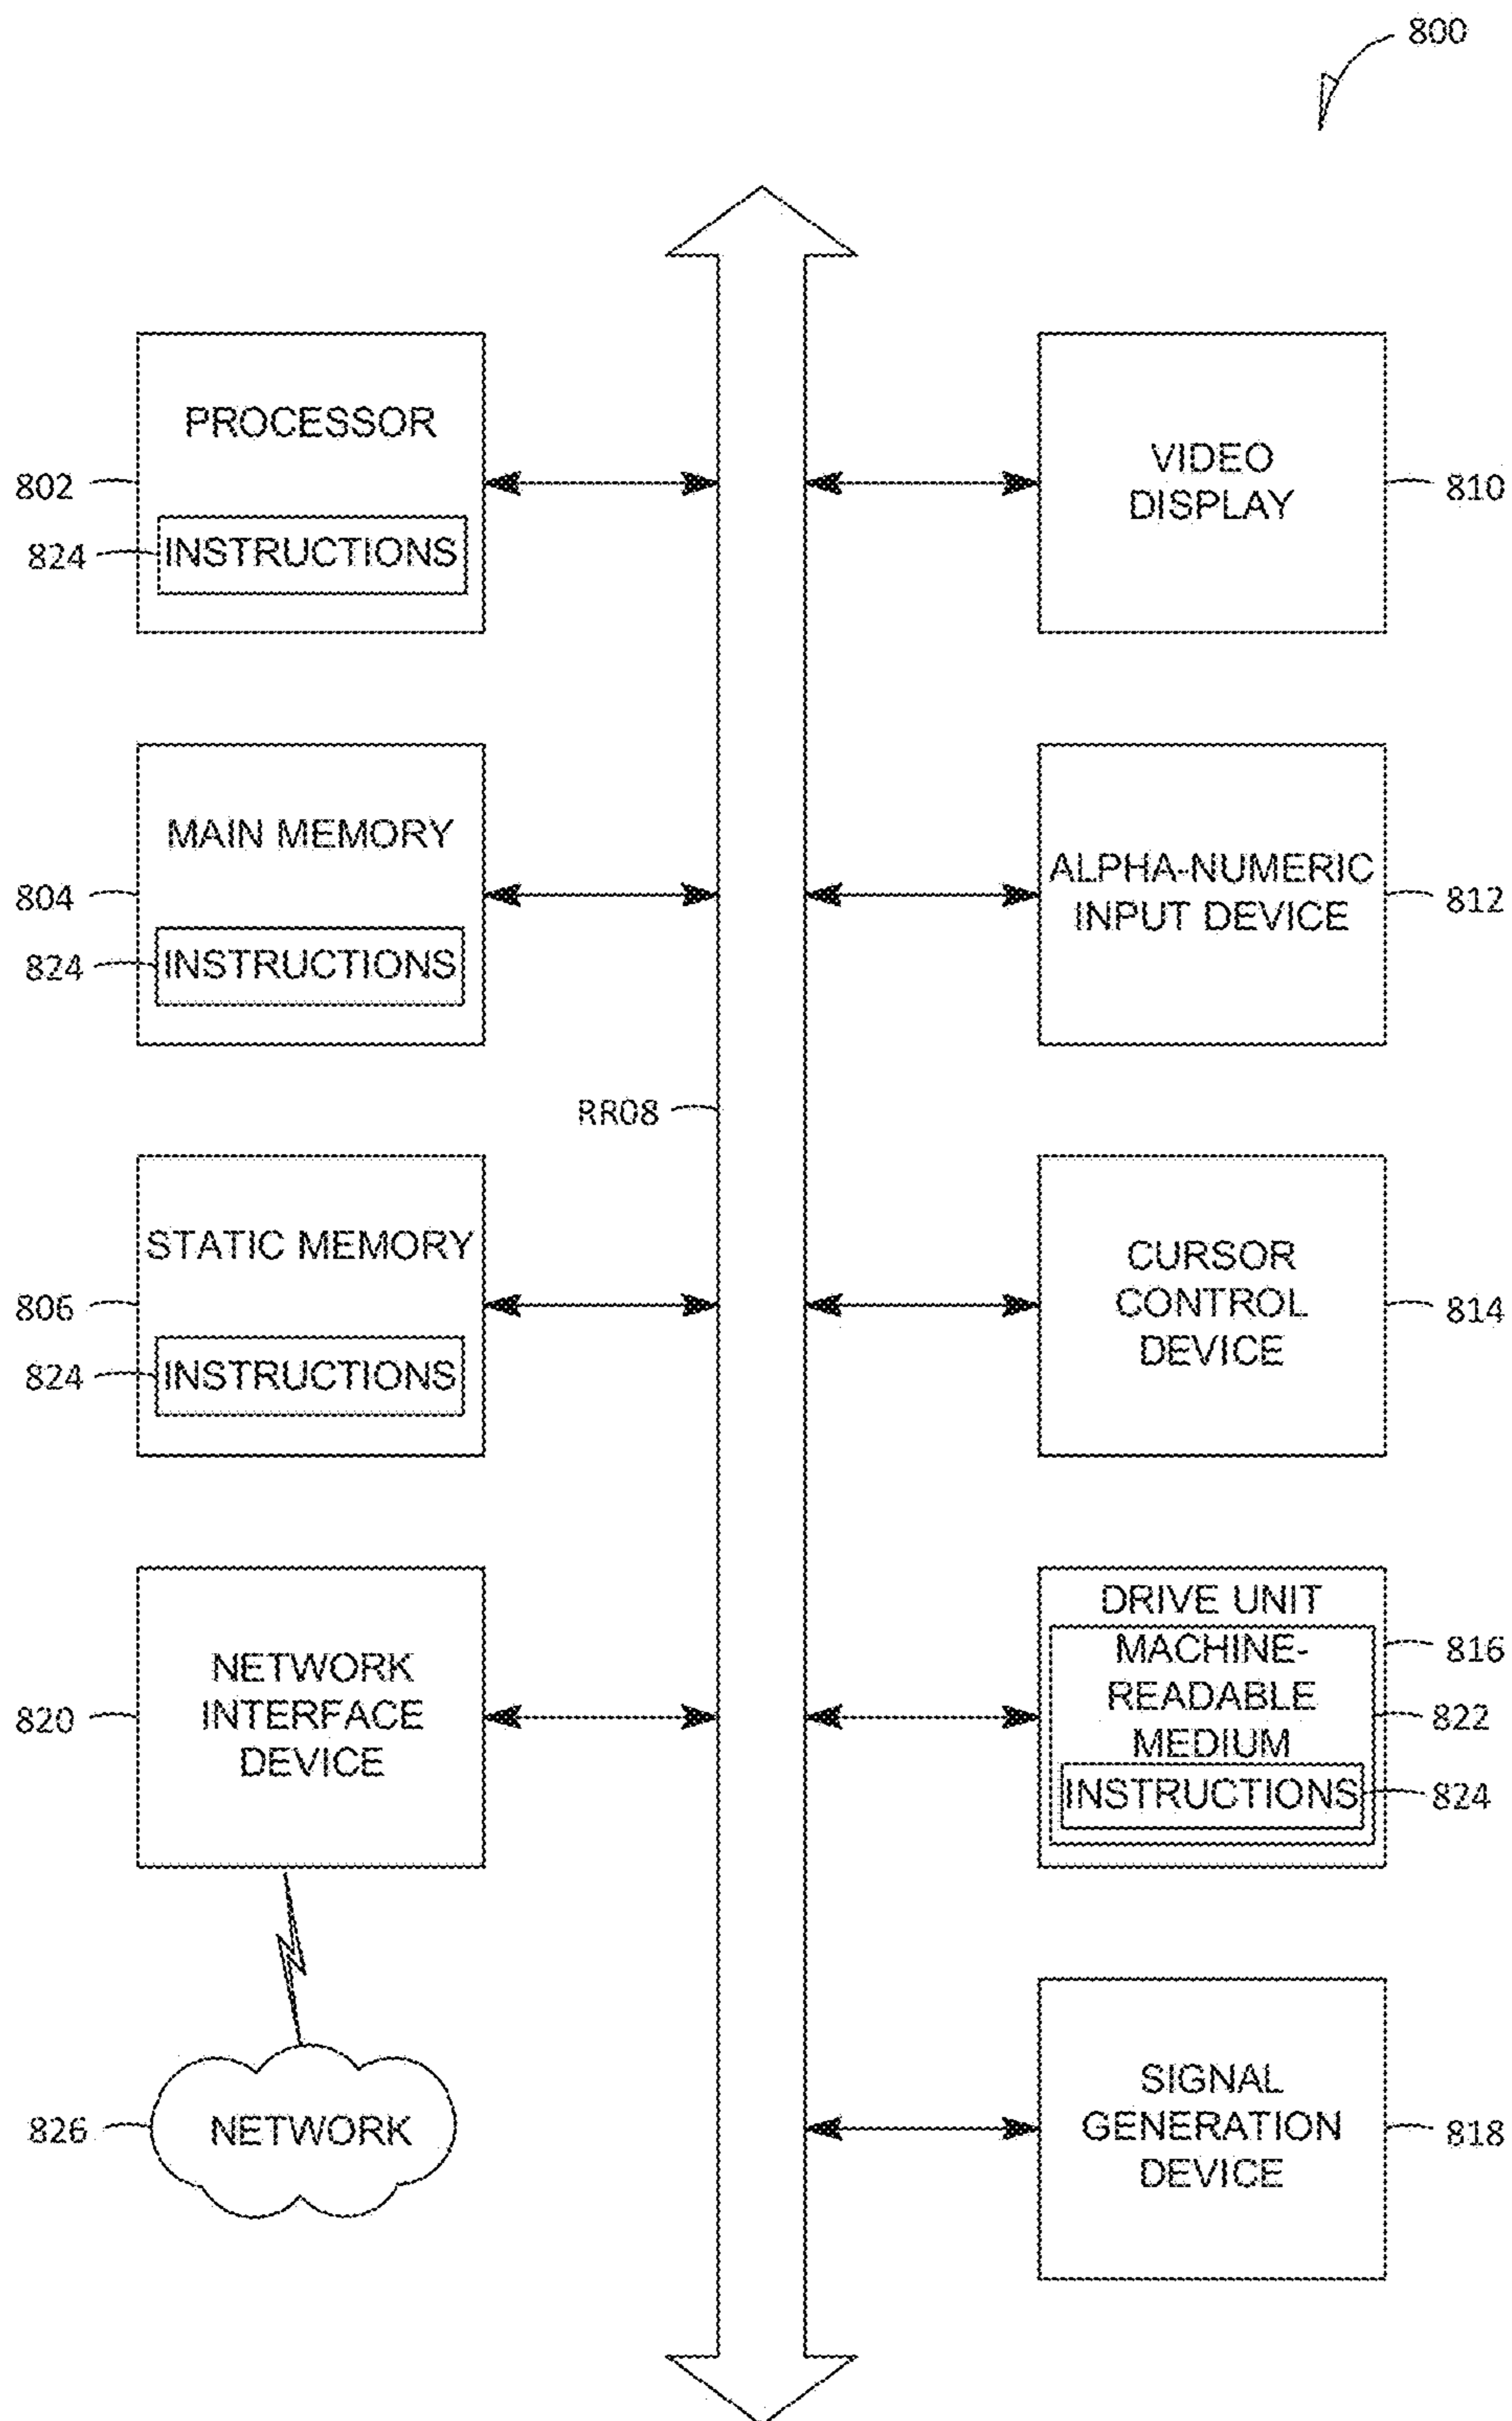 800
PROCESSOR
802
824
INSTRUCTIONS
VIDEO
DISPLAY
810
MAIN MEMORY
804
824
INSTRUCTIONS
ALPHA-NUMERIC
INPUT DEVICE
812
RR08
STATIC MEMORY
806
824
INSTRUCTIONS
CURSOR
CONTROL
DEVICE
814
NETWORK
INTERFACE
DEVICE
820
DRIVE UNIT
816
MACHINE-
READABLE
MEDIUM
822
INSTRUCTIONS
824
826
NETWORK
SIGNAL
GENERATION
DEVICE
818